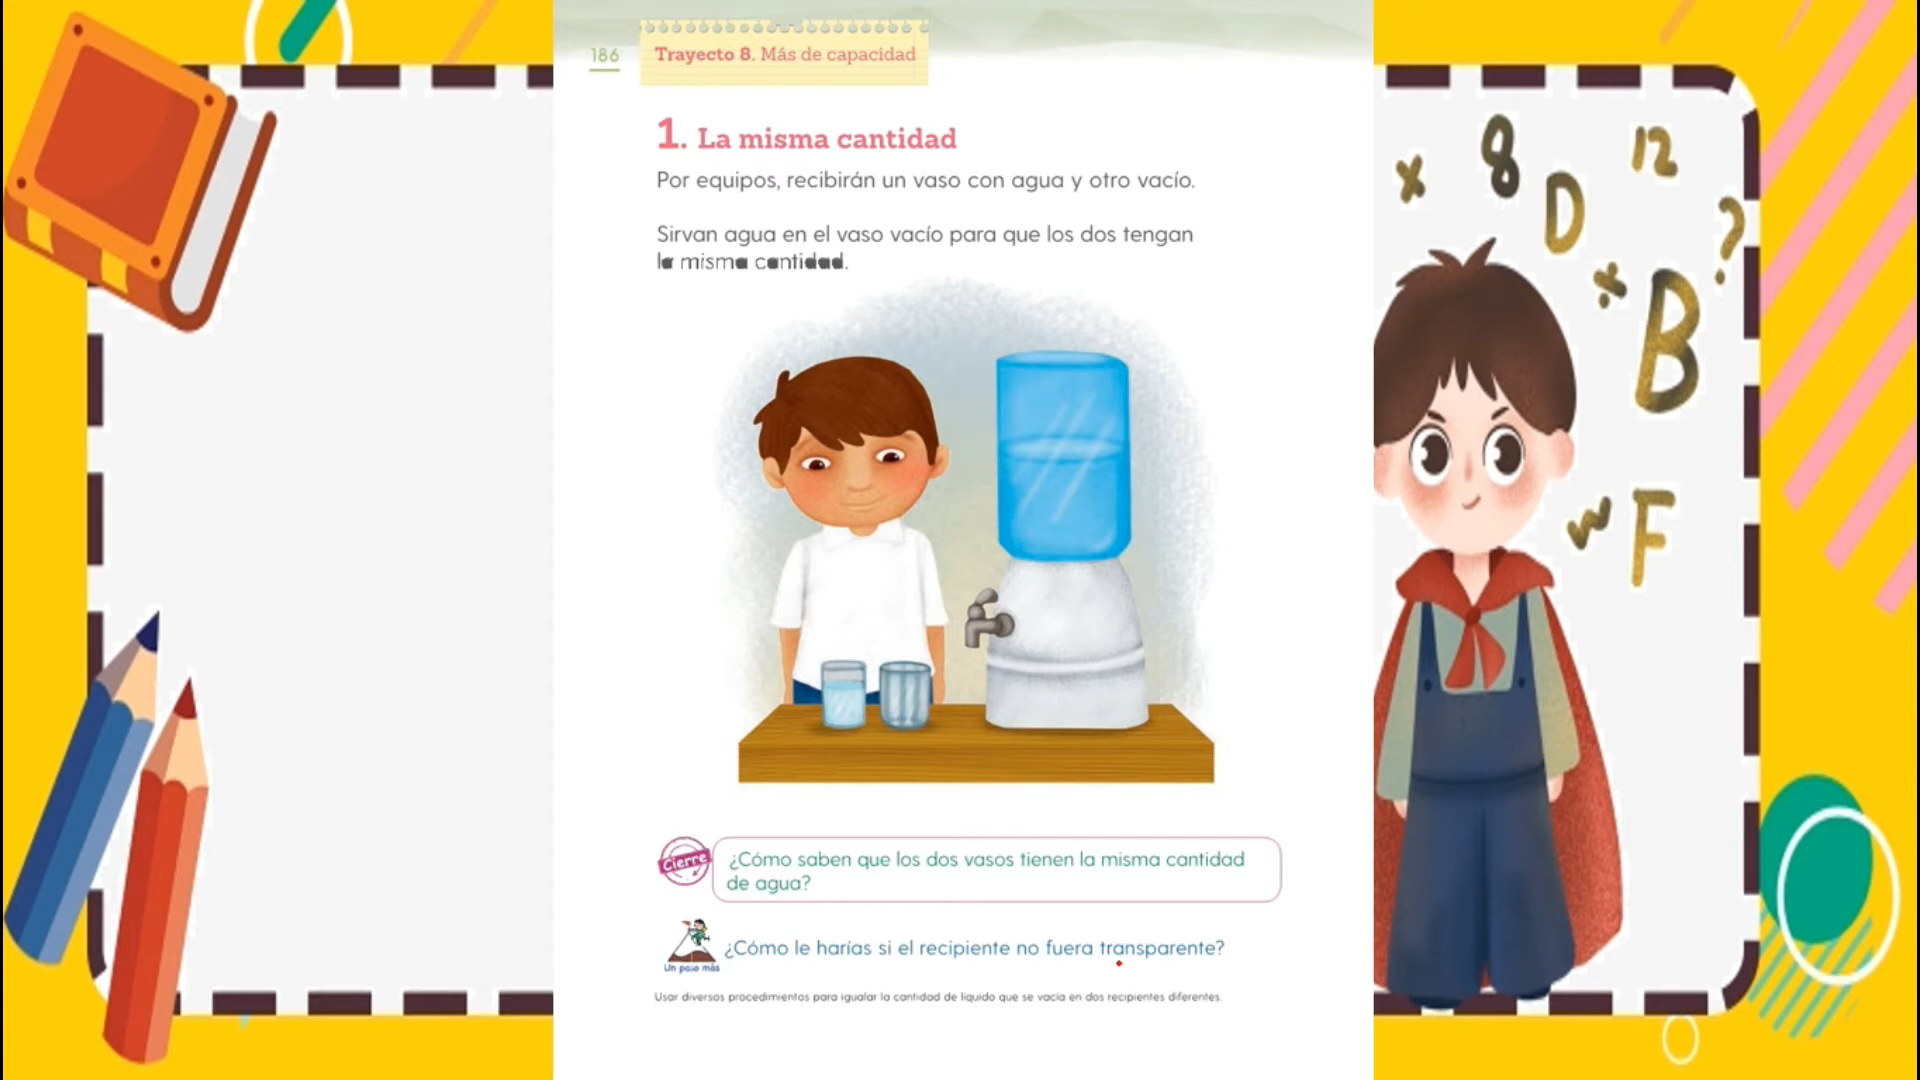 186
Trayecto 8. Más de capacidad
1. La misma cantidad
Por equipos, recibirán un vaso con agua y otro vacío.
Sirvan agua en el vaso vacío para que los dos tengan
la misma cantidad.
Cierre
¿Cómo saben que los dos vasos tienen la misma cantidad
de agua?
Un paso más
¿Cómo le harías si el recipiente no fuera transparente?
Usar diversos procedimientos para igualar la cantidad de líquido que se vacía en dos recipientes diferentes.
x
8
D
12
?
B
F